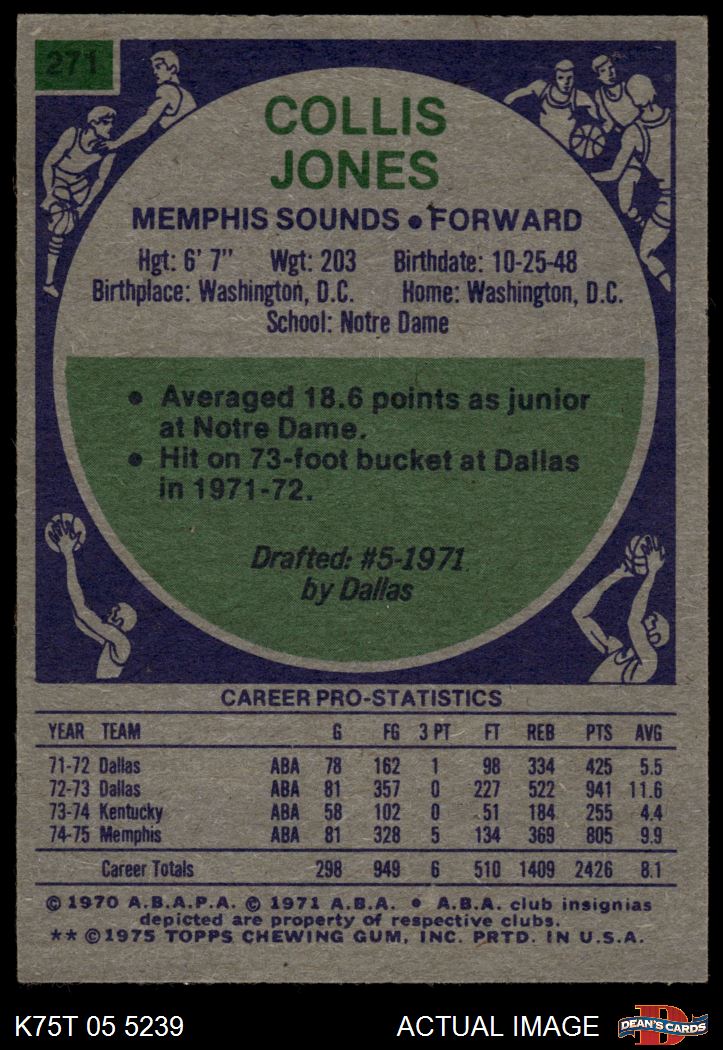 271
COLLIS
JONES
MEMPHIS SOUNDS • FORWARD
Hgt: 6' 7" Wgt: 203 Birthdate: 10-25-48
Birthplace: Washington, D.C. Home: Washington, D.C.
School: Notre Dame
• Averaged 18.6 points as junior
at Notre Dame.
• Hit on 73-foot bucket at Dallas
in 1971-72.
Drafted: #5-1971
by Dallas
CAREER PRO-STATISTICS
YEAR TEAM G FG 3 PT FT REB PTS AVG
71-72 Dallas ABA 78 162 1 98 334 425 5.5
72-73 Dallas ABA 81 357 0 227 522 941 11.6
73-74 Kentucky ABA 58 102 0 51 184 255 4.4
74-75 Memphis ABA 81 328 5 134 369 805 9.9
Career Totals 298 949 6 510 1409 2426 8.1
© 1970 A.B.A.P.A. © 1971 A.B.A. • A.B.A. club insignias
depicted are property of respective clubs.
** © 1975 TOPPS CHEWING GUM, INC. PRTD. IN U.S.A.
K75T 05 5239 ACTUAL IMAGE D DEAN'S CARDS